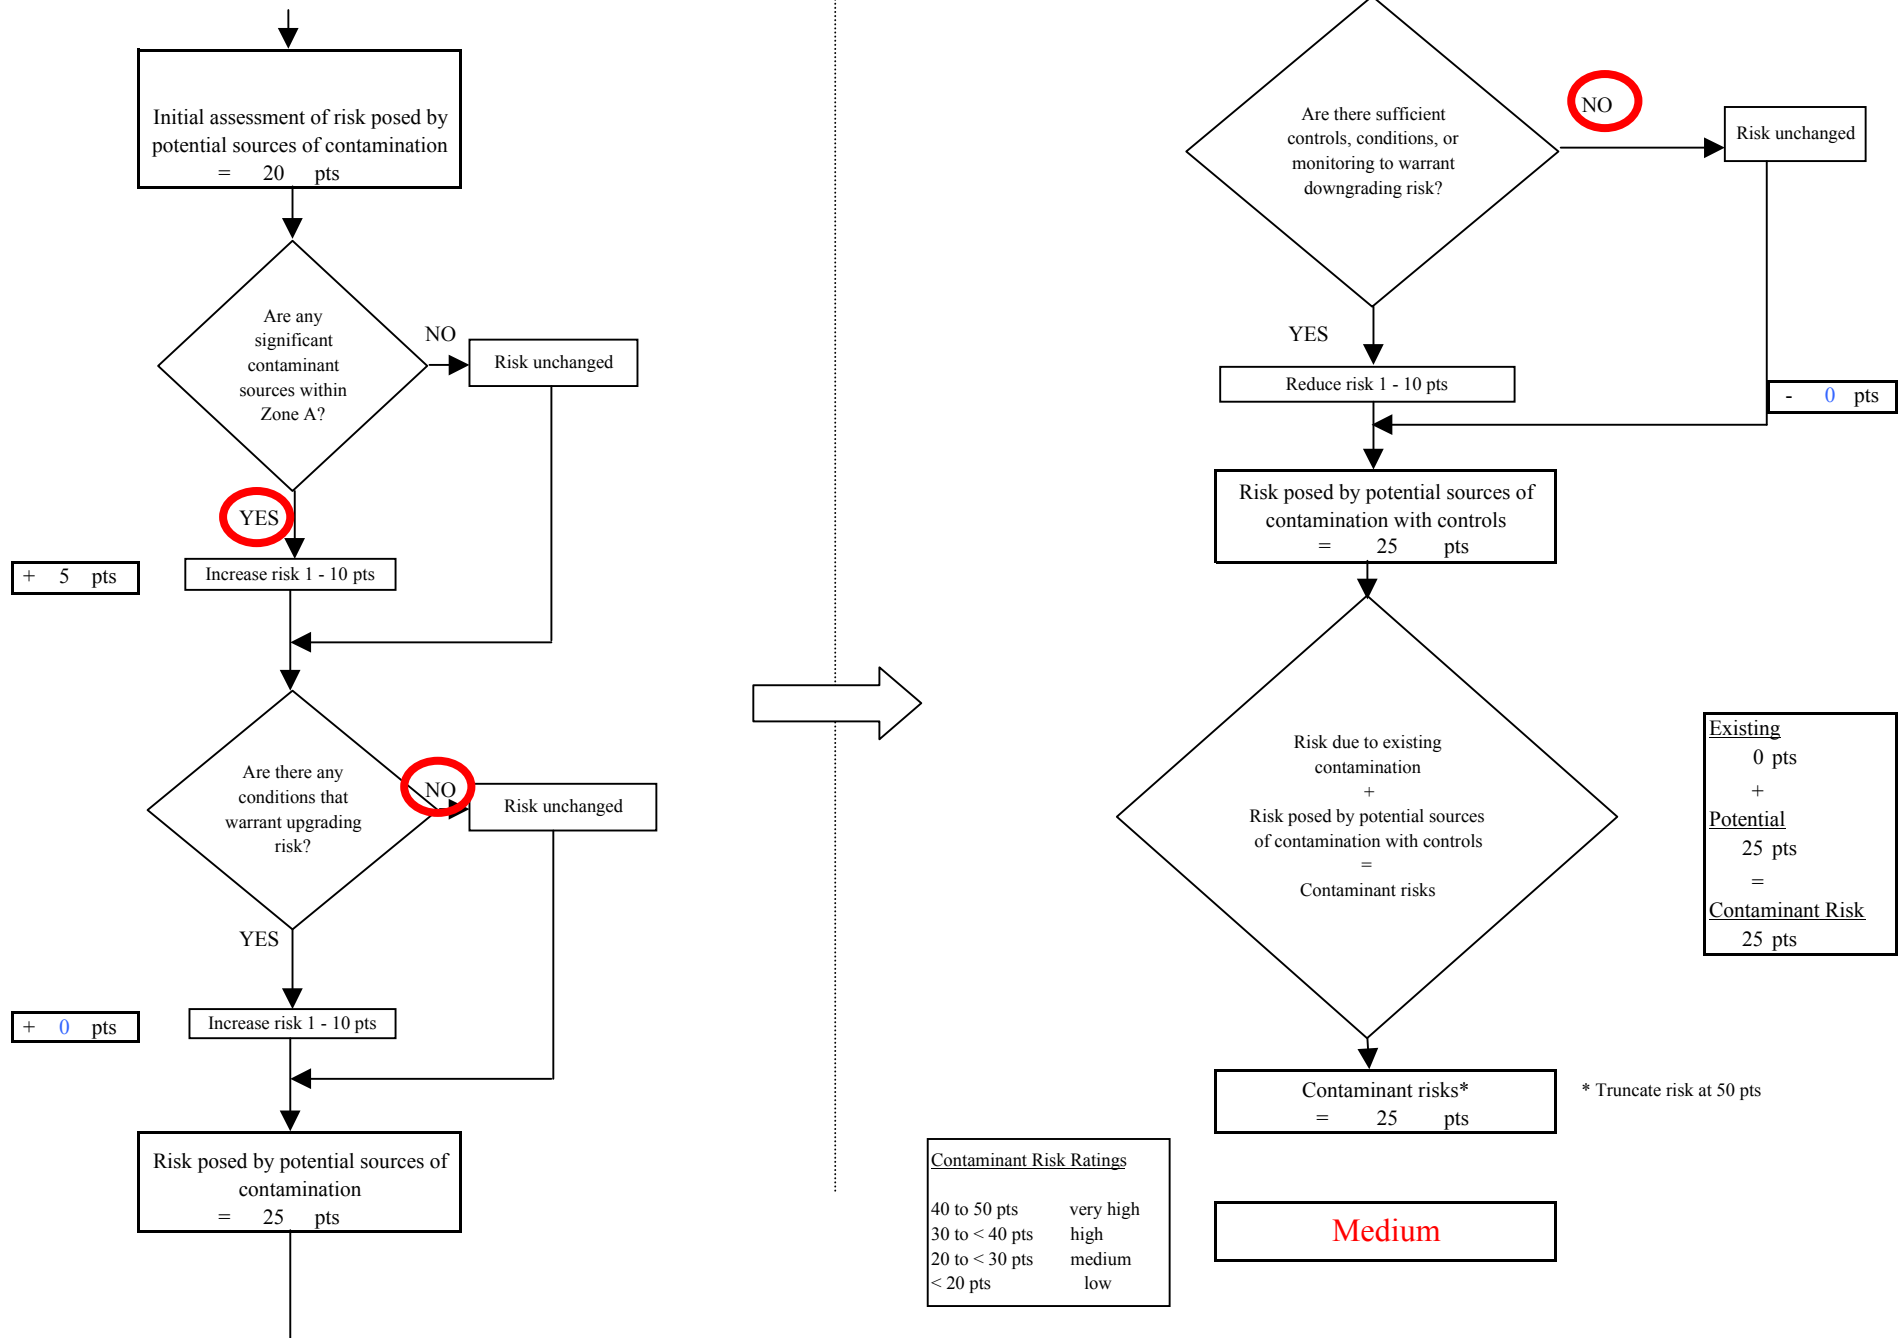 Initial assessment of risk posed by
potential sources of contamination
= 20 pts
Are any
significant
contaminant
sources within
Zone A?
NO
Risk unchanged
YES
+ 5 pts
Increase risk 1 - 10 pts
Are there any
conditions that
warrant upgrading
risk?
NO
Risk unchanged
YES
+ 0 pts
Increase risk 1 - 10 pts
Risk posed by potential sources of
contamination
= 25 pts
Are there sufficient
controls, conditions, or
monitoring to warrant
downgrading risk?
NO
Risk unchanged
YES
Reduce risk 1 - 10 pts
- 0 pts
Risk posed by potential sources of
contamination with controls
= 25 pts
Risk due to existing
contamination
+
Risk posed by potential sources
of contamination with controls
=
Contaminant risks
Existing
0 pts
+
Potential
25 pts
=
Contaminant Risk
25 pts
Contaminant risks*
= 25 pts
* Truncate risk at 50 pts
Contaminant Risk Ratings
40 to 50 pts very high
30 to < 40 pts high
20 to < 30 pts medium
< 20 pts low
Medium